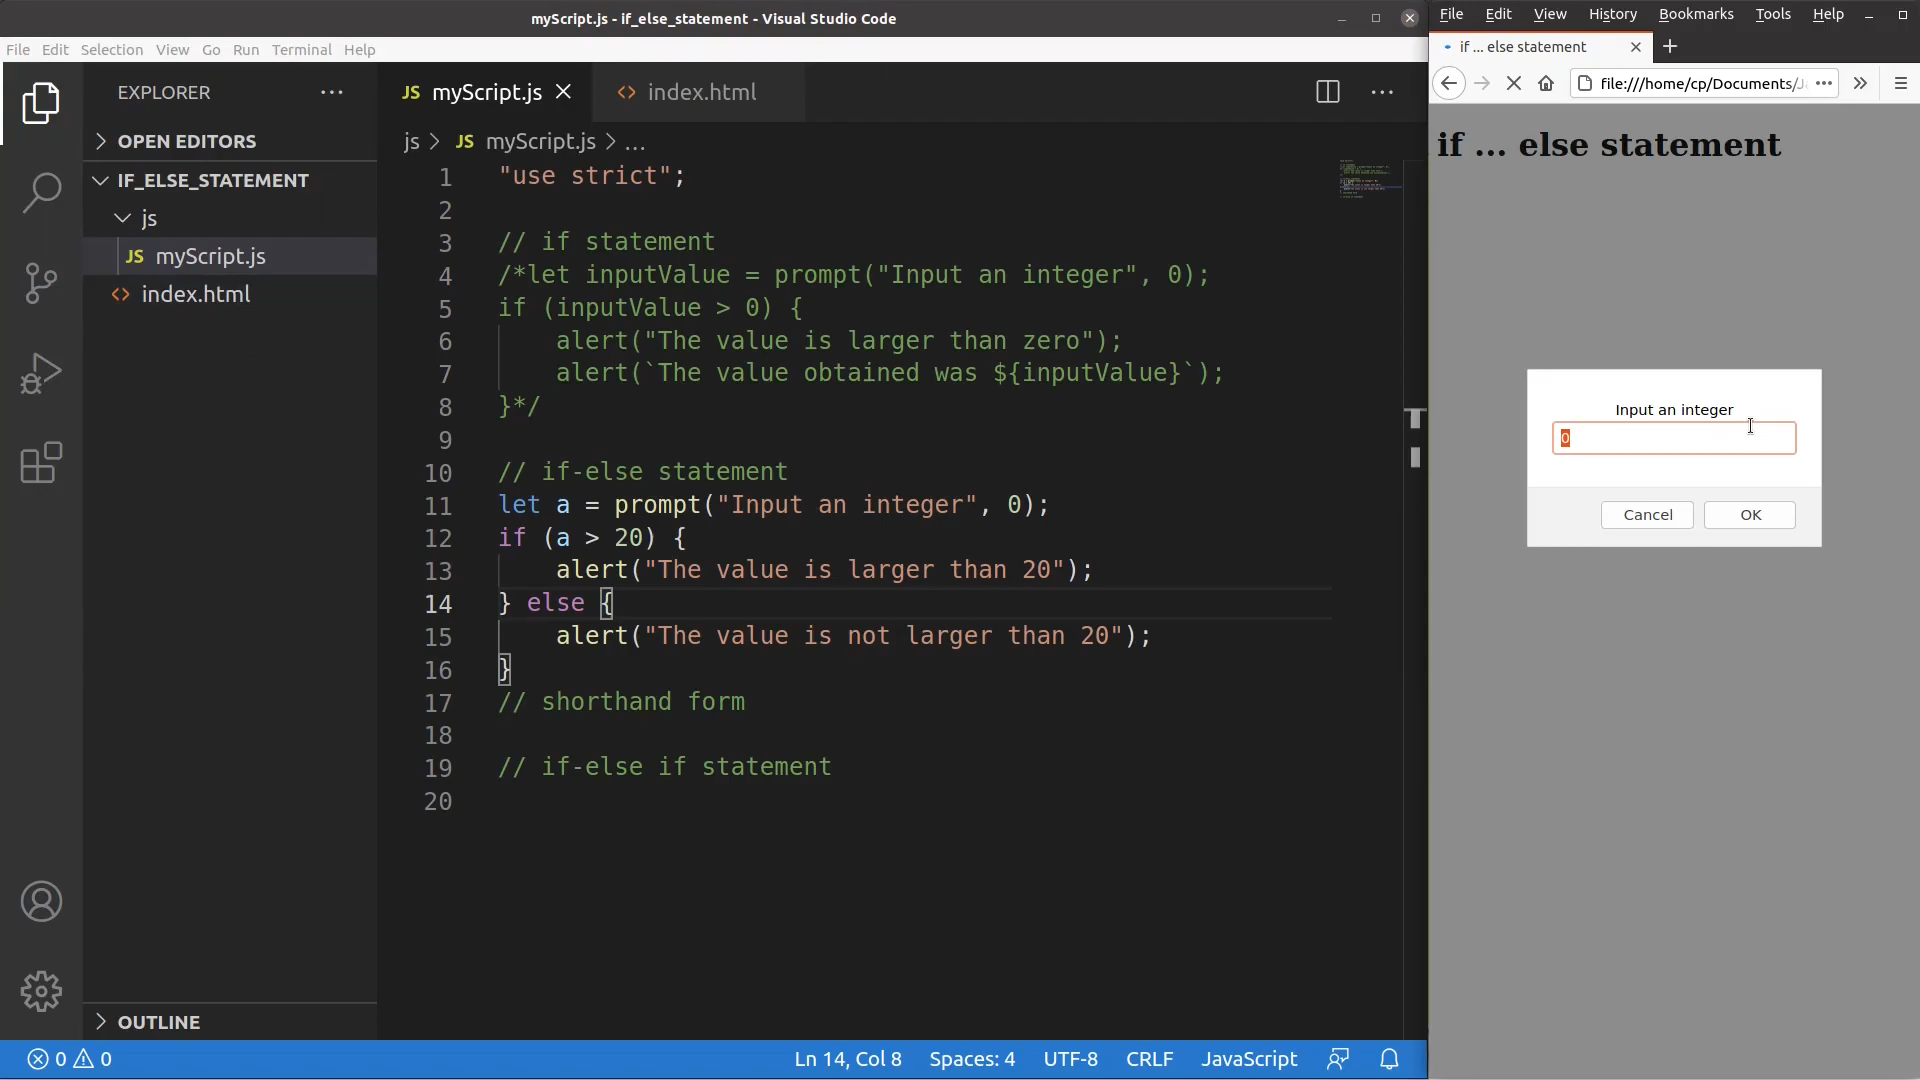 myScript.js - if_else_statement - Visual Studio Code
File Edit Selection View Go Run Terminal Help
EXPLORER
OPEN EDITORS
IF_ELSE_STATEMENT
js
JS myScript.js
<> index.html
OUTLINE
JS myScript.js
<> index.html
js > JS myScript.js > ...
1 "use strict";
2
3 // if statement
4 /*let inputValue = prompt("Input an integer", 0);
5 if (inputValue > 0) {
6 alert("The value is larger than zero");
7 alert(`The value obtained was ${inputValue}`);
8 }*/
9
10 // if-else statement
11 let a = prompt("Input an integer", 0);
12 if (a > 20) {
13 alert("The value is larger than 20");
14 } else {
15 alert("The value is not larger than 20");
16 }
17 // shorthand form
18
19 // if-else if statement
20
0 0
Ln 14, Col 8 Spaces: 4 UTF-8 CRLF JavaScript
File Edit View History Bookmarks Tools Help
if ... else statement
file:///home/cp/Documents/
if ... else statement
Input an integer
0
Cancel OK